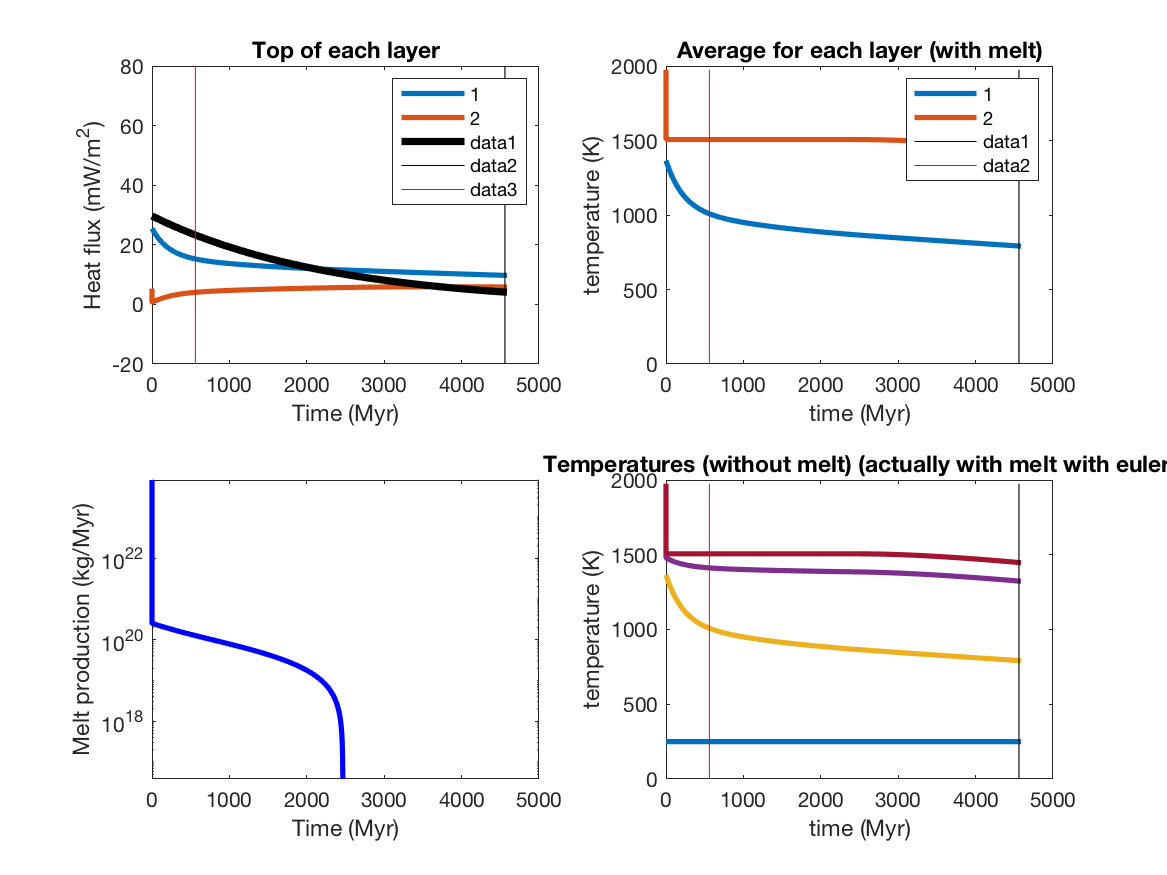 Top of each layer
80
60
40
20
0
-20
Heat flux (mW/m²)
0 1000 2000 3000 4000 5000
Time (Myr)
1
2
data1
data2
data3
Average for each layer (with melt)
2000
1500
1000
500
0
temperature (K)
0 1000 2000 3000 4000 5000
time (Myr)
1
2
data1
data2
10²²
10²⁰
10¹⁸
Melt production (kg/Myr)
0 1000 2000 3000 4000 5000
Time (Myr)
Temperatures (without melt) (actually with melt with euler
2000
1500
1000
500
0
temperature (K)
0 1000 2000 3000 4000 5000
time (Myr)